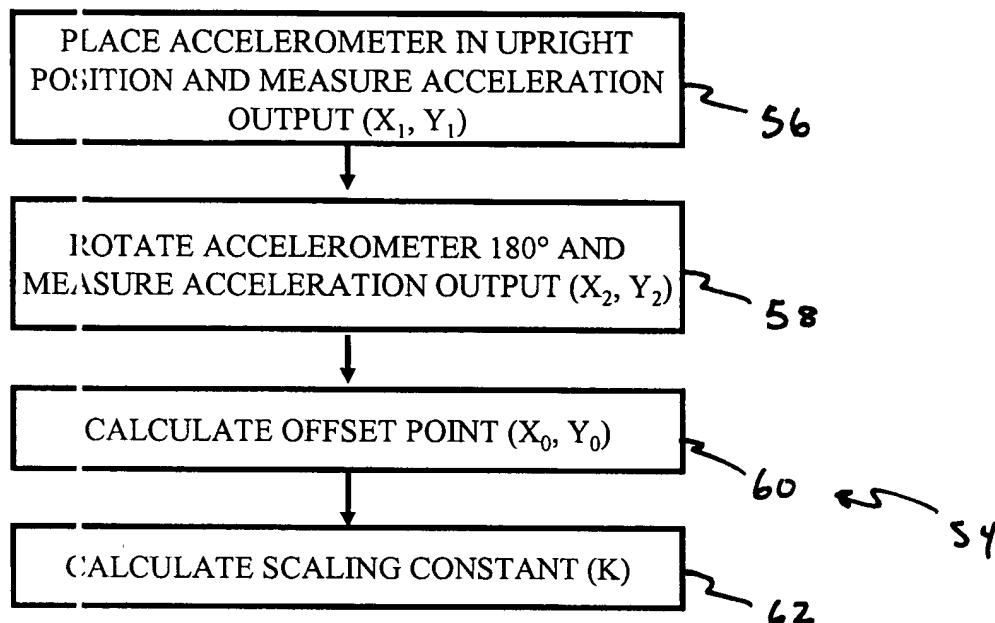 PLACE ACCELEROMETER IN UPRIGHT
POSITION AND MEASURE ACCELERATION
OUTPUT (X₁, Y₁)
56
ROTATE ACCELEROMETER 180° AND
MEASURE ACCELERATION OUTPUT (X₂, Y₂)
58
CALCULATE OFFSET POINT (X₀, Y₀)
60
54
CALCULATE SCALING CONSTANT (K)
62